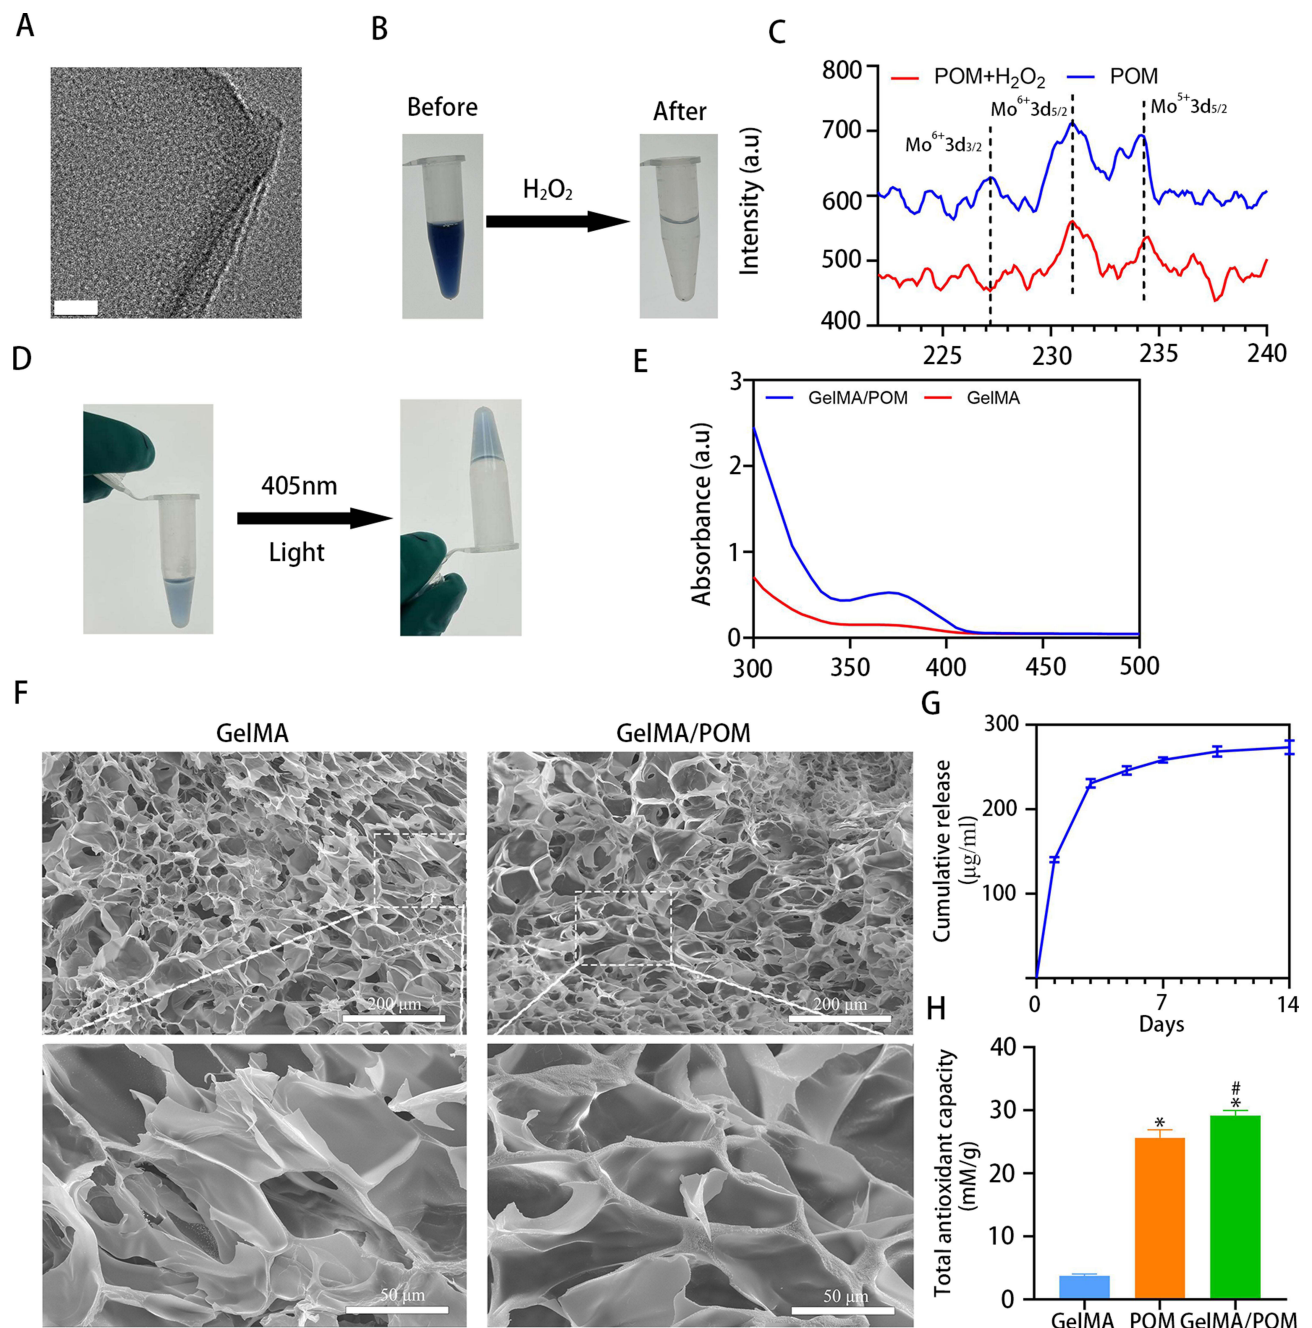 A
B
Before
After
H₂O₂
C
POM+H₂O₂
POM
Mo⁶⁺3d₃/₂
Mo⁶⁺3d₅/₂
Mo⁵⁺3d₅/₂
Intensity (a.u)
800
700
600
500
400
225
230
235
240
D
405nm
Light
E
GelMA/POM
GelMA
Absorbance (a.u)
3
2
1
0
300
350
400
450
500
F
GelMA
GelMA/POM
200 μm
200 μm
50 μm
50 μm
G
Cumulative release
(μg/ml)
300
200
100
0
7
14
Days
H
Total antioxidant capacity
(mM/g)
40
30
20
10
0
*
#
*
GelMA
POM
GelMA/POM